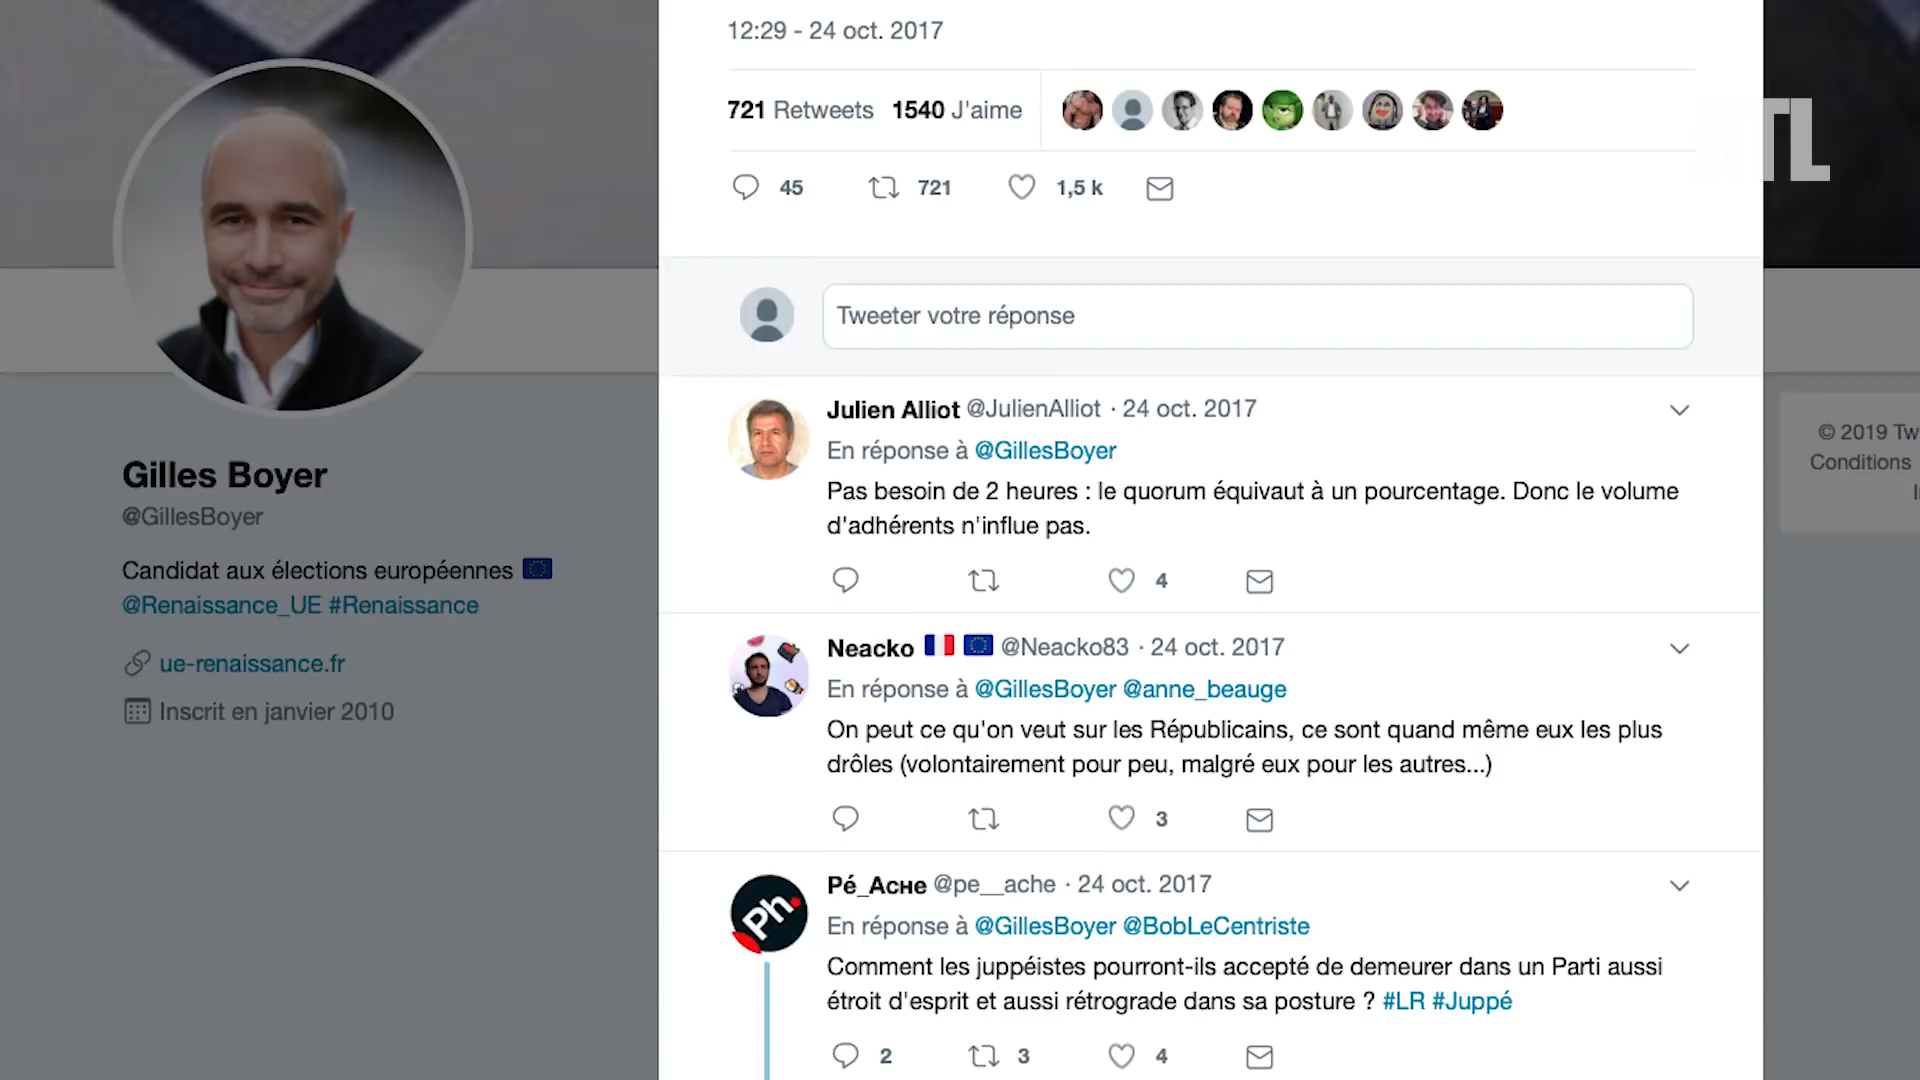 12:29 - 24 oct. 2017
721 Retweets 1540 J'aime
RTL
45 721 1,5 k
Tweeter votre réponse
Gilles Boyer
@GillesBoyer
Candidat aux élections européennes
@Renaissance_UE #Renaissance
ue-renaissance.fr
Inscrit en janvier 2010
Julien Alliot @JulienAlliot · 24 oct. 2017
En réponse à @GillesBoyer
Pas besoin de 2 heures : le quorum équivaut à un pourcentage. Donc le volume
d'adhérents n'influe pas.
4
Neacko @Neacko83 · 24 oct. 2017
En réponse à @GillesBoyer @anne_beauge
On peut ce qu'on veut sur les Républicains, ce sont quand même eux les plus
drôles (volontairement pour peu, malgré eux pour les autres...)
3
Ph.
Pé_Ache @pe__ache · 24 oct. 2017
En réponse à @GillesBoyer @BobLeCentriste
Comment les juppéistes pourront-ils accepté de demeurer dans un Parti aussi
étroit d'esprit et aussi rétrograde dans sa posture ? #LR #Juppé
2 3 4
© 2019 Tw
Conditions